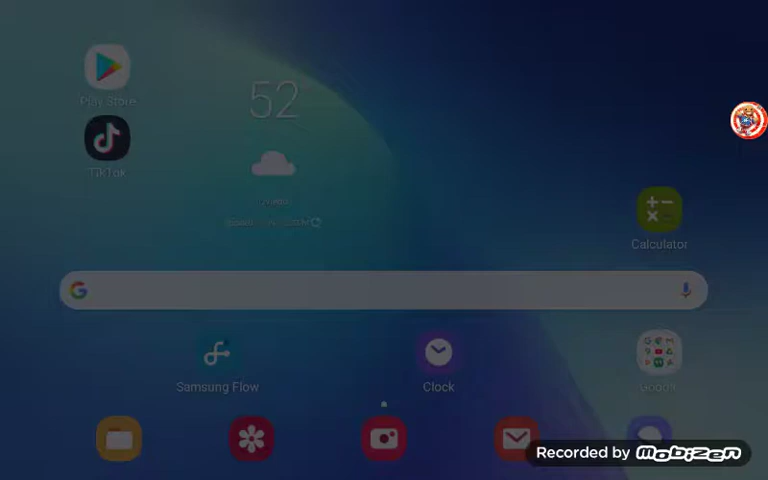 Play Store
52
TikTok
Calculator
Samsung Flow
Clock
Google
Recorded by MOBIZEN